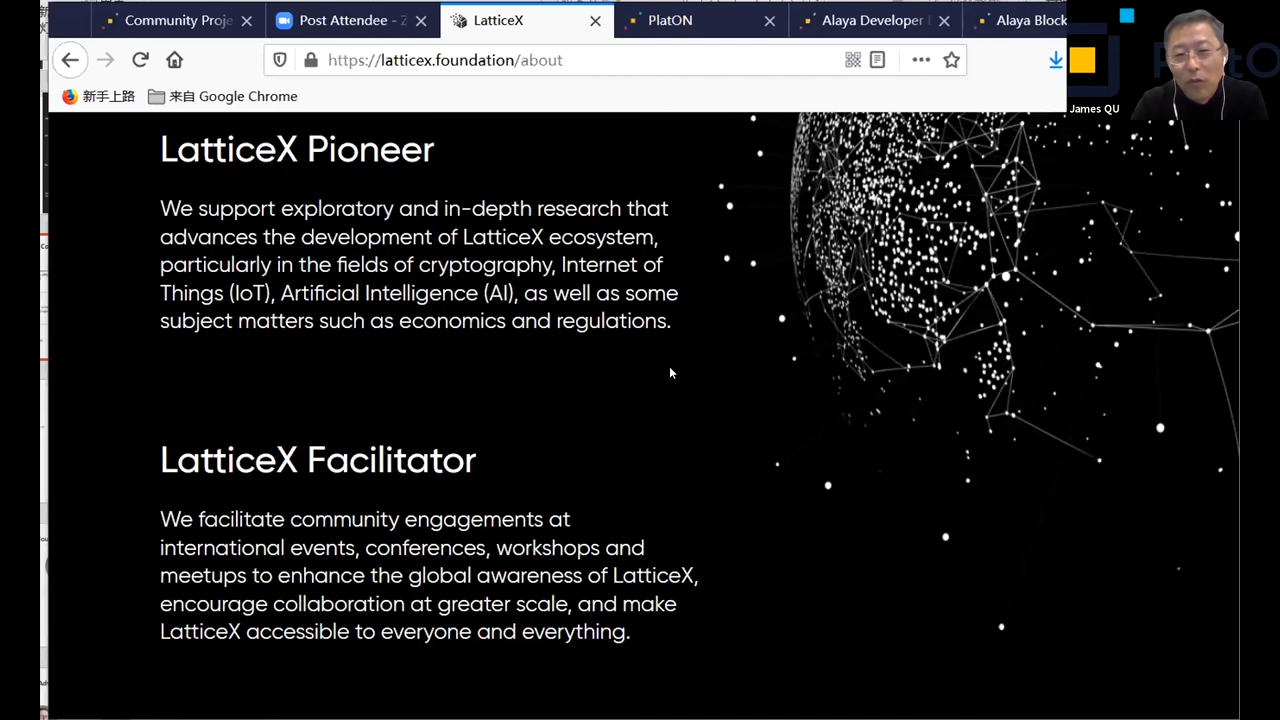 Community Proje
Post Attendee - Z
LatticeX
PlatON
Alaya Developer
Alaya Block
https://latticex.foundation/about
新手上路
来自 Google Chrome
James QU
LatticeX Pioneer
We support exploratory and in-depth research that
advances the development of LatticeX ecosystem,
particularly in the fields of cryptography, Internet of
Things (IoT), Artificial Intelligence (AI), as well as some
subject matters such as economics and regulations.
LatticeX Facilitator
We facilitate community engagements at
international events, conferences, workshops and
meetups to enhance the global awareness of LatticeX,
encourage collaboration at greater scale, and make
LatticeX accessible to everyone and everything.